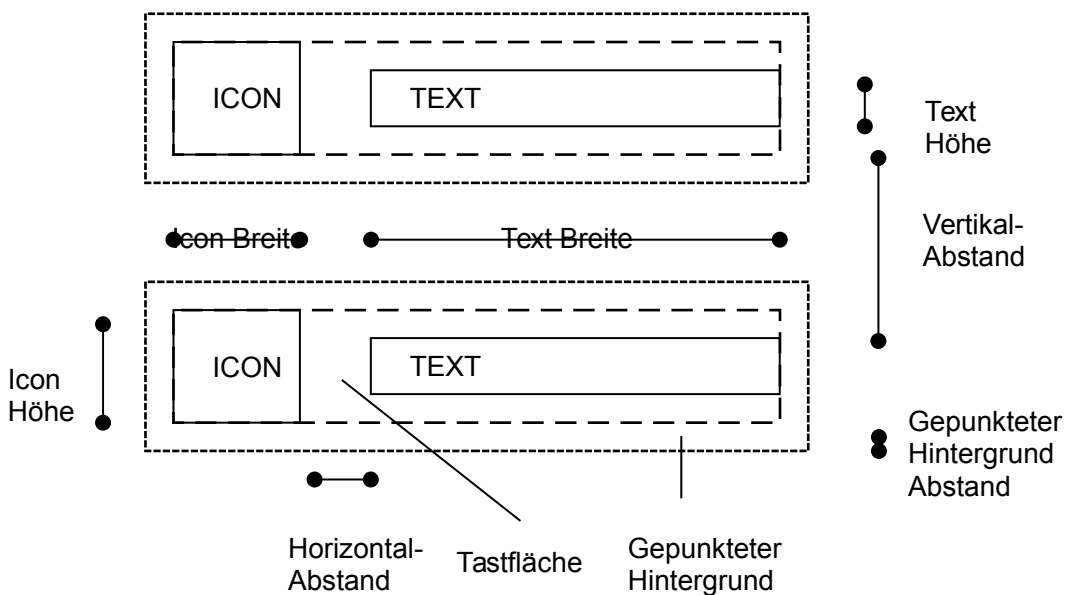 ICON
TEXT
Text
Höhe
Icon Breite
Text Breite
Vertikal-
Abstand
ICON
TEXT
Icon
Höhe
Gepunkteter
Hintergrund
Abstand
Horizontal-
Abstand
Tastfläche
Gepunkteter
Hintergrund